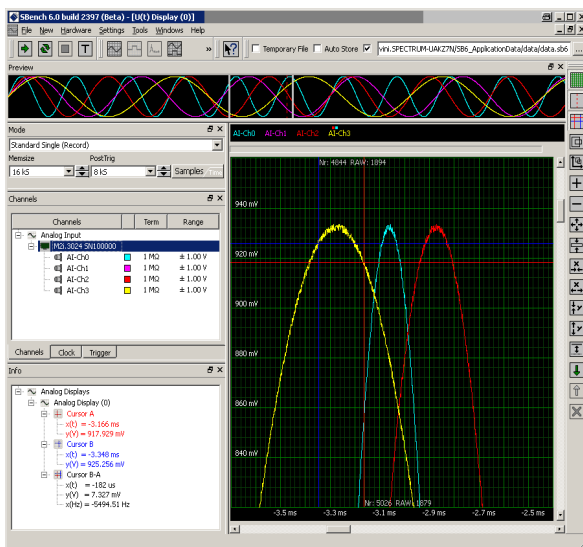 SBench 6.0 build 2397 (Beta) - [U(t) Display (0)]
File New Hardware Settings Tools Windows Help
T » Temporary File Auto Store vini.SPECTRUM-UAKZ7N/SB6_ApplicationData/data/data.sb6 ...
Preview
Mode
Standard Single (Record)
Memsize PostTrig
16 kS 8 kS Samples
Channels
Channels Term Range
Analog Input
M2i.3024 SN100000
AI-Ch0 1 MΩ ± 1.00 V
AI-Ch1 1 MΩ ± 1.00 V
AI-Ch2 1 MΩ ± 1.00 V
AI-Ch3 1 MΩ ± 1.00 V
Channels Clock Trigger
Info
Analog Displays
Analog Display (0)
Cursor A
x(t) = -3.166 ms
y(V) = 917.929 mV
Cursor B
x(t) = -3.348 ms
y(V) = 925.256 mV
Cursor B-A
x(t) = -182 us
y(V) = 7.327 mV
x(Hz) = -5494.51 Hz
AI-Ch0 AI-Ch1 AI-Ch2 AI-Ch3
Nr: 4844 RAW: 1894
940 mV
920 mV
900 mV
880 mV
860 mV
840 mV
Nr: 5026 RAW: 1879
-3.5 ms -3.3 ms -3.1 ms -2.9 ms -2.7 ms -2.5 ms